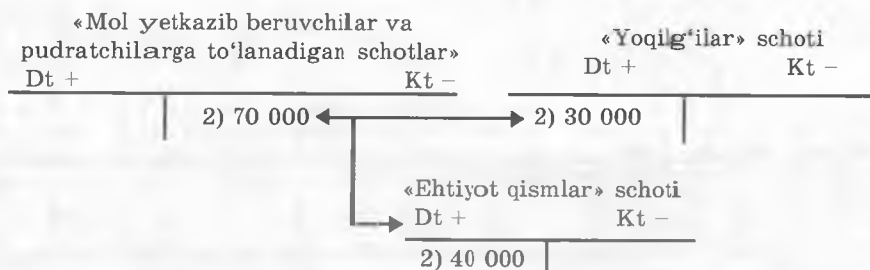 «Mol yetkazib beruvchilar va
pudratchilarga to‘lanadigan schotlar»
Dt + Kt –
2) 70 000
«Yoqilg‘ilar» schoti
Dt + Kt –
2) 30 000
«Ehtiyot qismlar» schoti
Dt + Kt –
2) 40 000